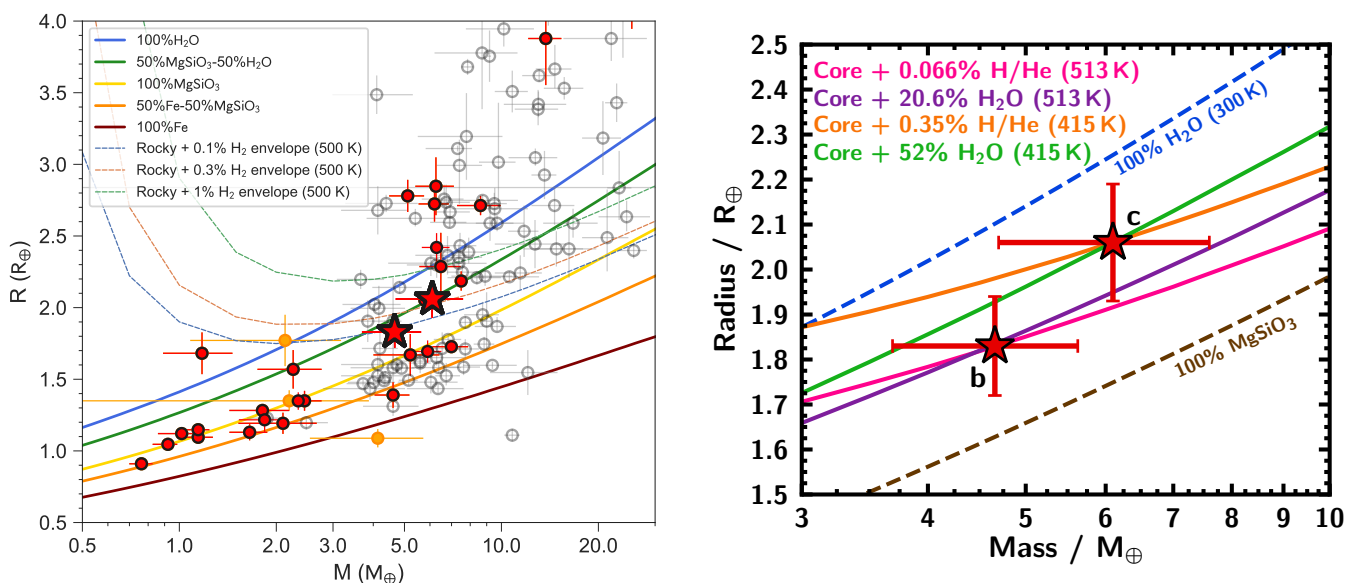 4.0
3.5
3.0
2.5
2.0
1.5
1.0
0.5
R (R⊕)
100%H₂O
50%MgSiO₃-50%H₂O
100%MgSiO₃
50%Fe-50%MgSiO₃
100%Fe
Rocky + 0.1% H₂ envelope (500 K)
Rocky + 0.3% H₂ envelope (500 K)
Rocky + 1% H₂ envelope (500 K)
0.5 1.0 2.0 5.0 10.0 20.0
M (M⊕)
2.5
2.4
2.3
2.2
2.1
2.0
1.9
1.8
1.7
1.6
1.5
Radius / R⊕
Core + 0.066% H/He (513 K)
Core + 20.6% H₂O (513 K)
Core + 0.35% H/He (415 K)
Core + 52% H₂O (415 K)
100% H₂O (300 K)
c
b
100% MgSiO₃
3 4 5 6 7 8 9 10
Mass / M⊕